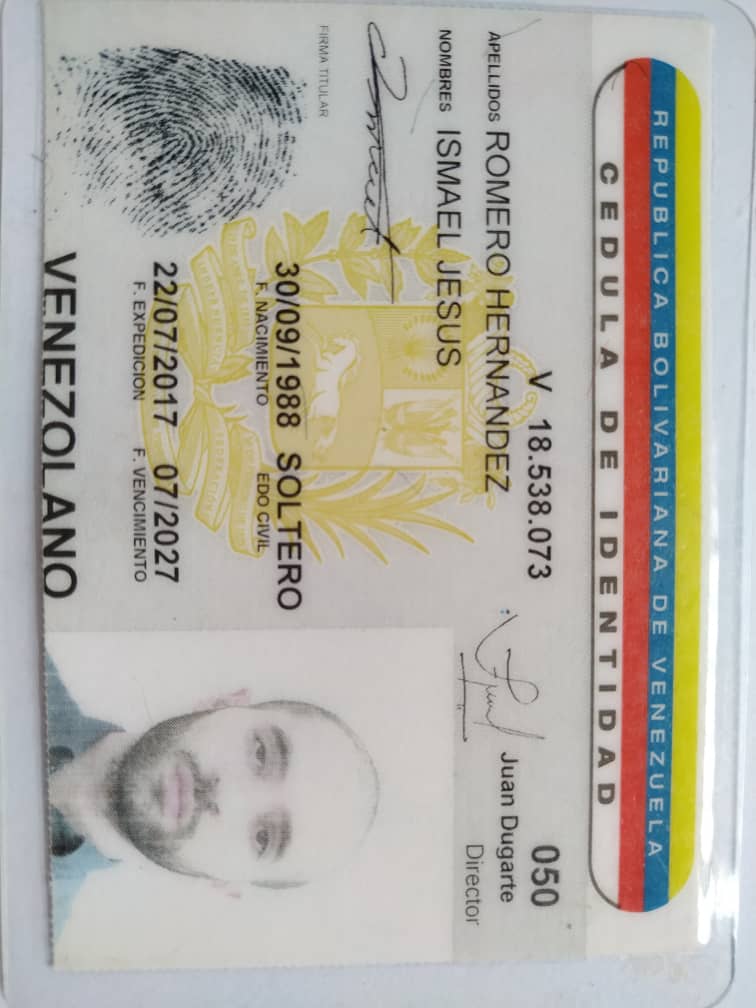 REPUBLICA BOLIVARIANA DE VENEZUELA
CEDULA DE IDENTIDAD
V 18.538.073
050
APELLIDOS ROMERO HERNANDEZ
Juan Dugarte
Director
NOMBRES ISMAEL JESUS
FIRMA TITULAR
30/09/1988 SOLTERO
F. NACIMIENTO EDO CIVIL
22/07/2017 07/2027
F. EXPEDICION F. VENCIMIENTO
VENEZOLANO